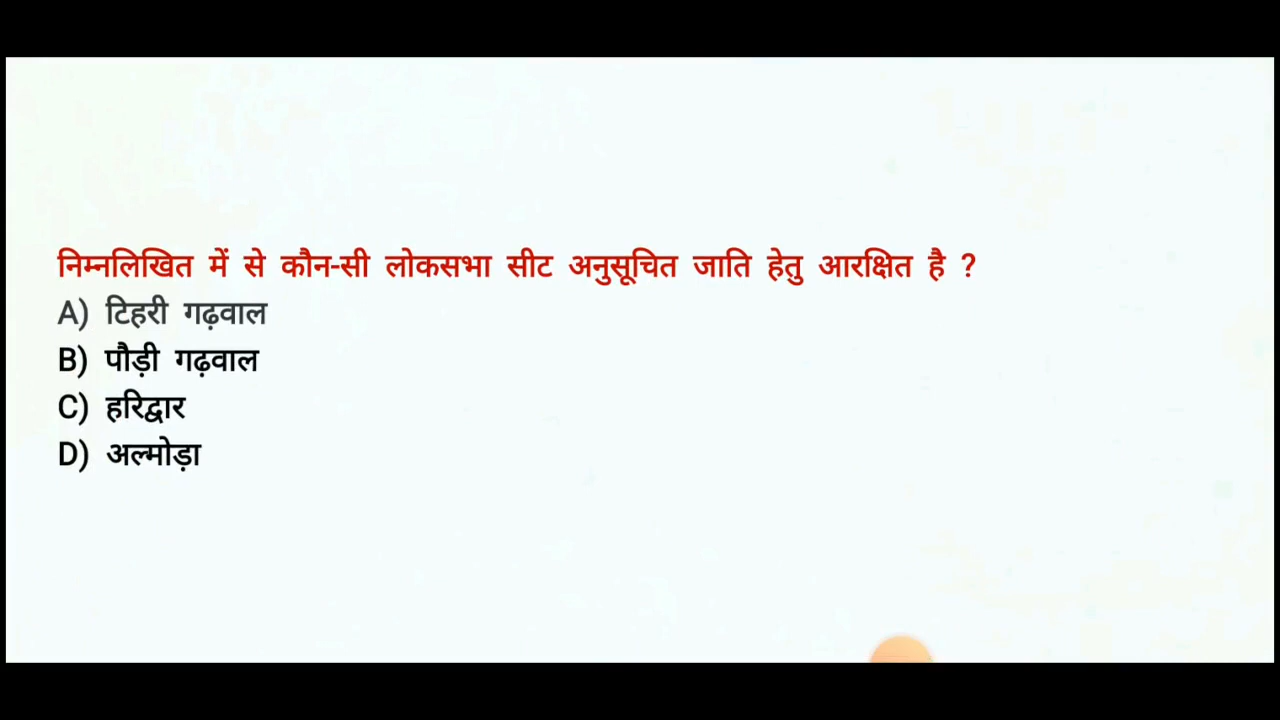 निम्नलिखित में से कौन-सी लोकसभा सीट अनुसूचित जाति हेतु आरक्षित है ?
A) टिहरी गढ़वाल
B) पौड़ी गढ़वाल
C) हरिद्वार
D) अल्मोड़ा